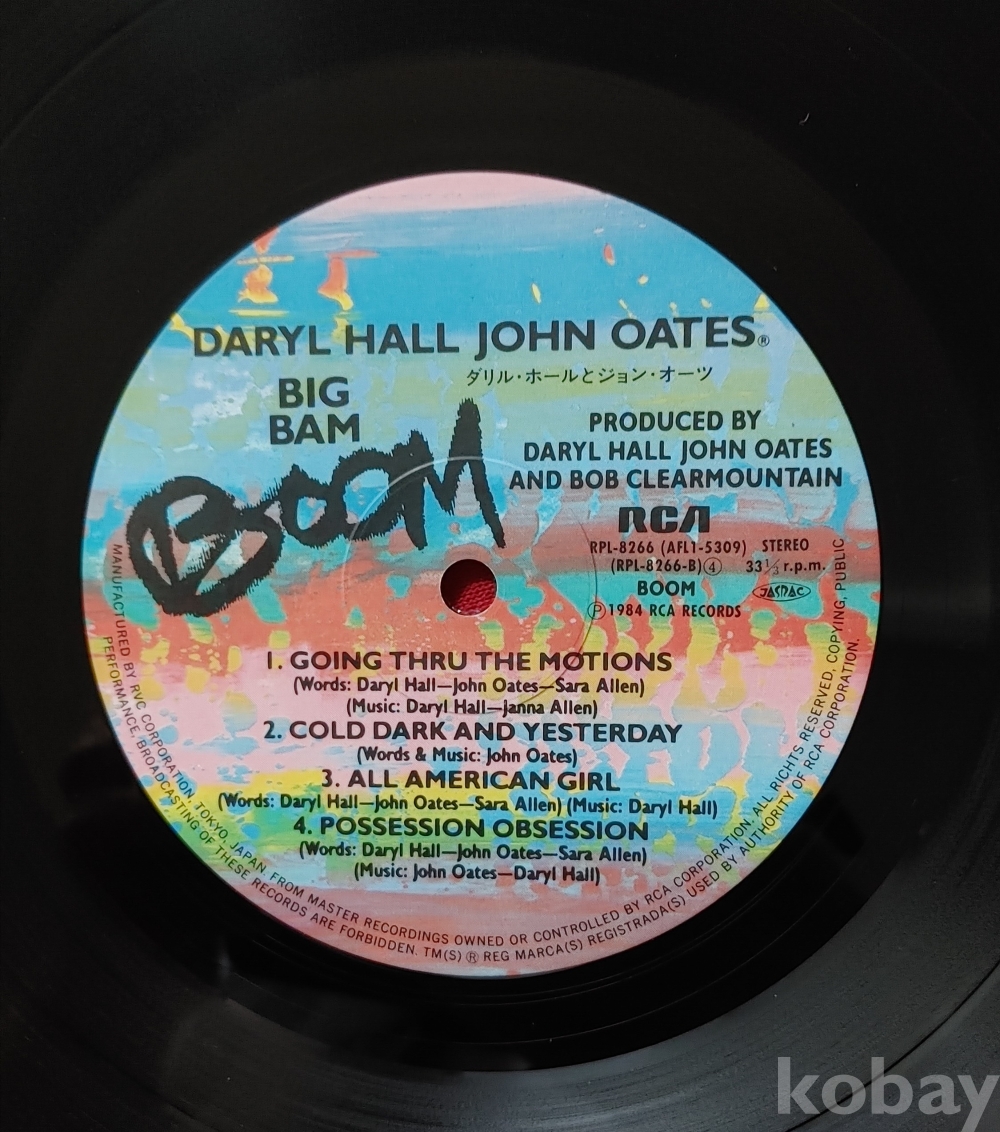 DARYL HALL JOHN OATES®
ダリル・ホールとジョン・オーツ
BIG
BAM
BOOM
PRODUCED BY
DARYL HALL JOHN OATES
AND BOB CLEARMOUNTAIN
RCA
RPL-8266 (AFL1-5309) STEREO
(RPL-8266-B)④ 33⅓ r.p.m.
BOOM JASRAC
Ⓟ1984 RCA RECORDS
1. GOING THRU THE MOTIONS
(Words: Daryl Hall—John Oates—Sara Allen)
(Music: Daryl Hall—Janna Allen)
2. COLD DARK AND YESTERDAY
(Words & Music: John Oates)
3. ALL AMERICAN GIRL
(Words: Daryl Hall—John Oates—Sara Allen) (Music: Daryl Hall)
4. POSSESSION OBSESSION
(Words: Daryl Hall—John Oates—Sara Allen)
(Music: John Oates—Daryl Hall)
MANUFACTURED BY RVC CORPORATION, TOKYO, JAPAN FROM MASTER RECORDINGS OWNED OR CONTROLLED BY RCA CORPORATION. ALL RIGHTS RESERVED, COPYING, PUBLIC
PERFORMANCE, BROADCASTING OF THESE RECORDS ARE FORBIDDEN. TM(S) ® REG MARCA(S) REGISTRADA(S) USED BY AUTHORITY OF RCA CORPORATION.
kobay